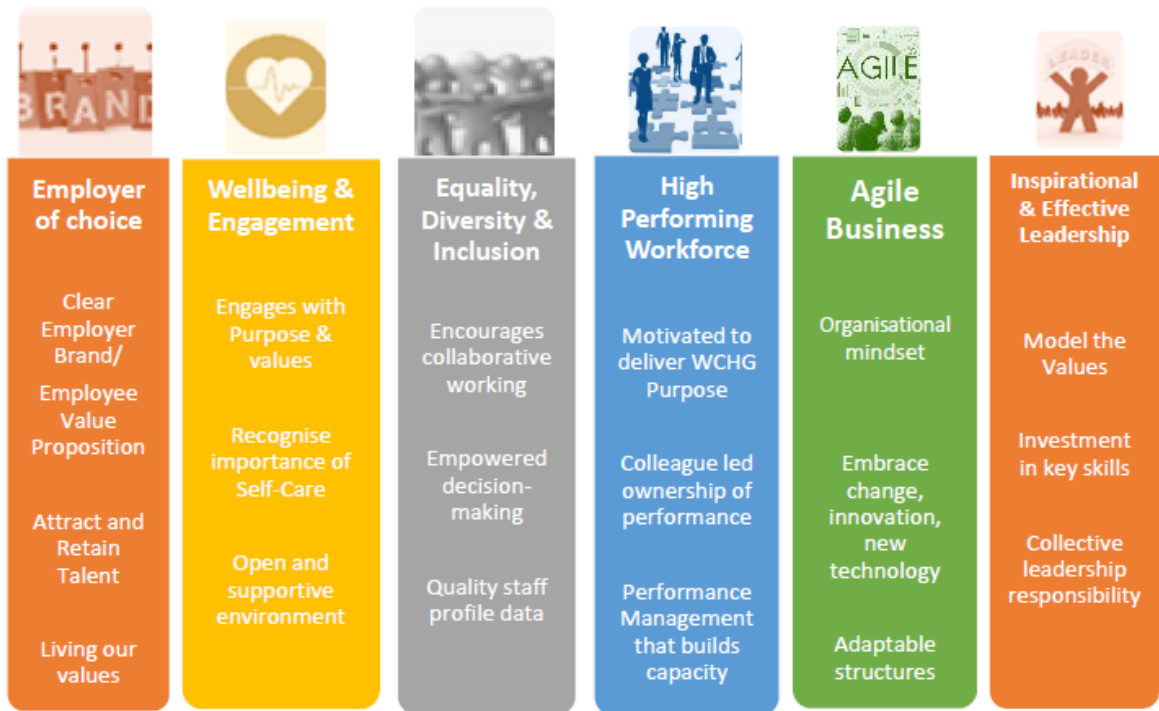 BRAND
AGILE
LEADER
Employer
of choice
Clear
Employer
Brand/
Employee
Value
Proposition
Attract and
Retain
Talent
Living our
values
Wellbeing &
Engagement
Engages with
Purpose &
values
Recognise
importance of
Self-Care
Open and
supportive
environment
Equality,
Diversity &
Inclusion
Encourages
collaborative
working
Empowered
decision-
making
Quality staff
profile data
High
Performing
Workforce
Motivated to
deliver WCHG
Purpose
Colleague led
ownership of
performance
Performance
Management
that builds
capacity
Agile
Business
Organisational
mindset
Embrace
change,
innovation,
new
technology
Adaptable
structures
Inspirational
& Effective
Leadership
Model the
Values
Investment
in key skills
Collective
leadership
responsibility